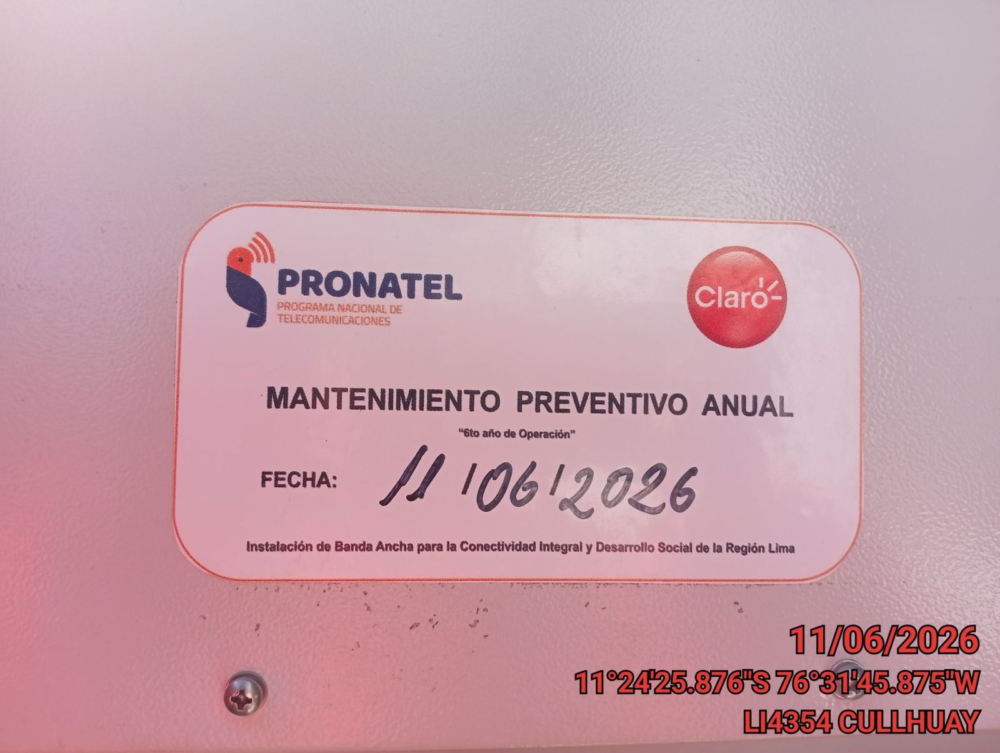 PRONATEL
PROGRAMA NACIONAL DE
TELECOMUNICACIONES
Claro
MANTENIMIENTO PREVENTIVO ANUAL
“6to año de Operación”
FECHA: 11/06/2026
Instalación de Banda Ancha para la Conectividad Integral y Desarrollo Social de la Región Lima
11/06/2026
11°24'25.876"S 76°31'45.875"W
LI4354 CULLHUAY